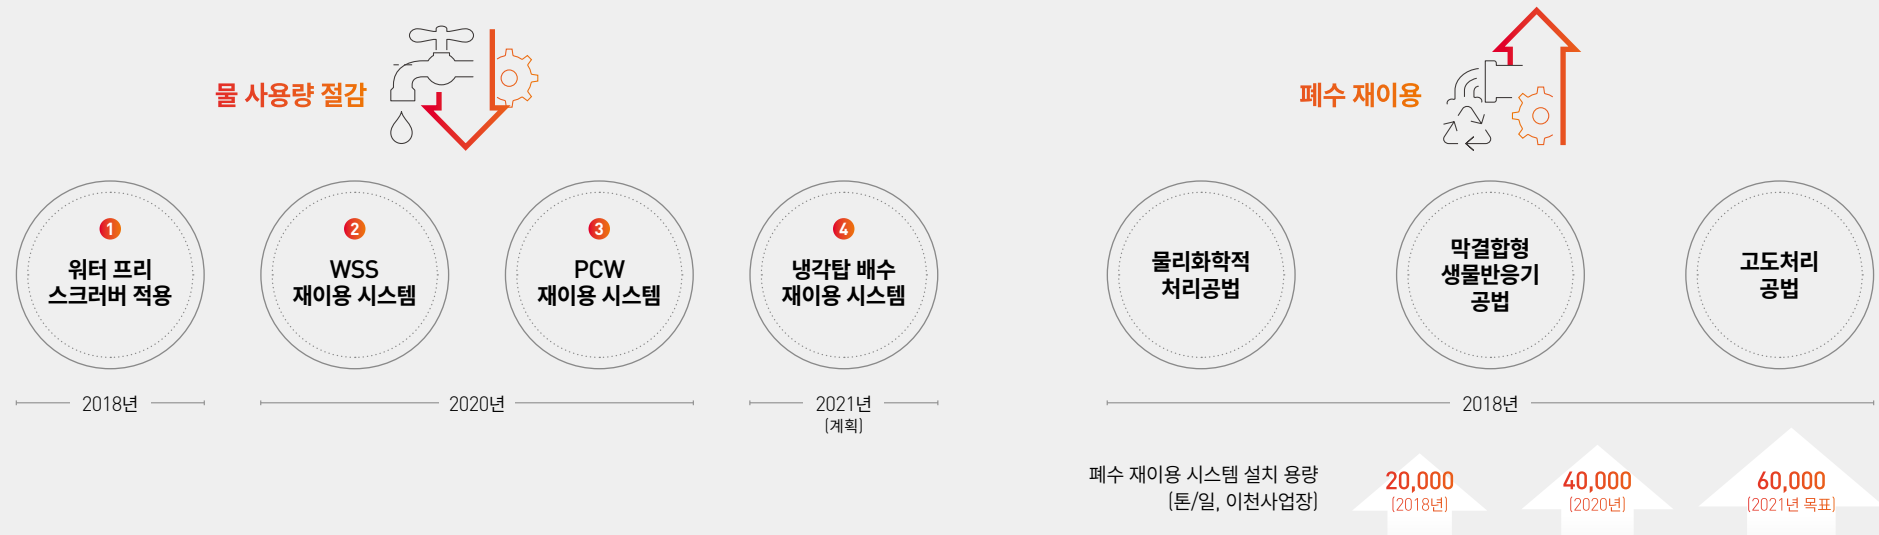 물 사용량 절감
1
워터 프리
스크러버 적용
2
WSS
재이용 시스템
3
PCW
재이용 시스템
4
냉각탑 배수
재이용 시스템
2018년
2020년
2021년
(계획)
폐수 재이용
물리화학적
처리공법
막결합형
생물반응기
공법
고도처리
공법
2018년
폐수 재이용 시스템 설치 용량
(톤/일, 이천사업장)
20,000
(2018년)
40,000
(2020년)
60,000
(2021년 목표)